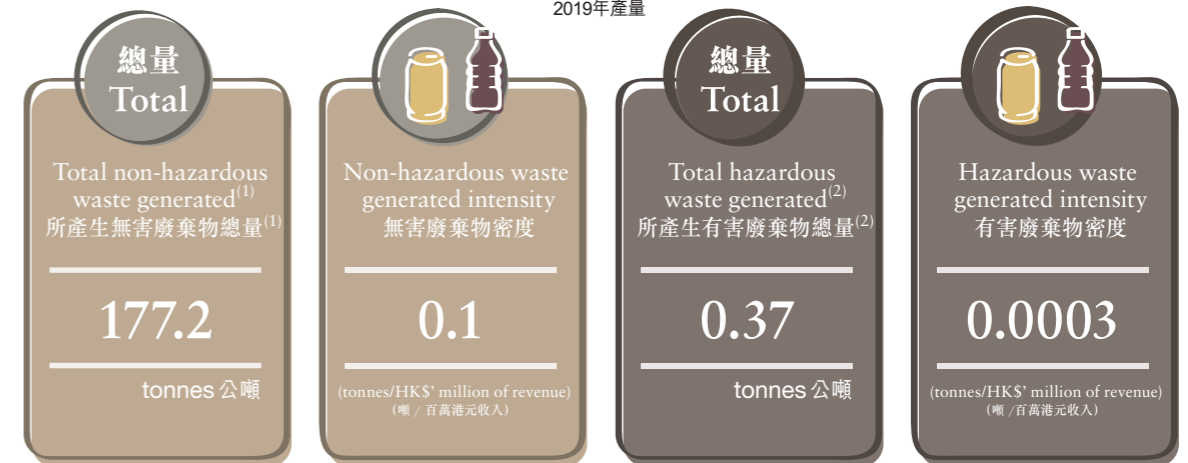 2019年產量
總量
Total
Total non-hazardous
waste generated(1)
所產生無害廢棄物總量(1)
177.2
tonnes 公噸
Non-hazardous waste
generated intensity
無害廢棄物密度
0.1
(tonnes/HK$' million of revenue)
(噸 / 百萬港元收入)
總量
Total
Total hazardous
waste generated(2)
所產生有害廢棄物總量(2)
0.37
tonnes 公噸
Hazardous waste
generated intensity
有害廢棄物密度
0.0003
(tonnes/HK$' million of revenue)
(噸 /百萬港元收入)